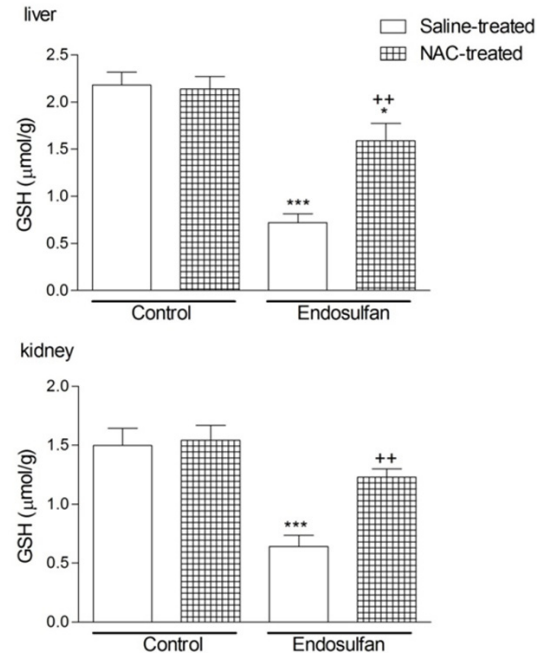 liver
Saline-treated
NAC-treated
GSH (μmol/g)
2.5
2.0
1.5
1.0
0.5
0.0
***
++
*
Control Endosulfan
kidney
GSH (μmol/g)
2.0
1.5
1.0
0.5
0.0
***
++
Control Endosulfan